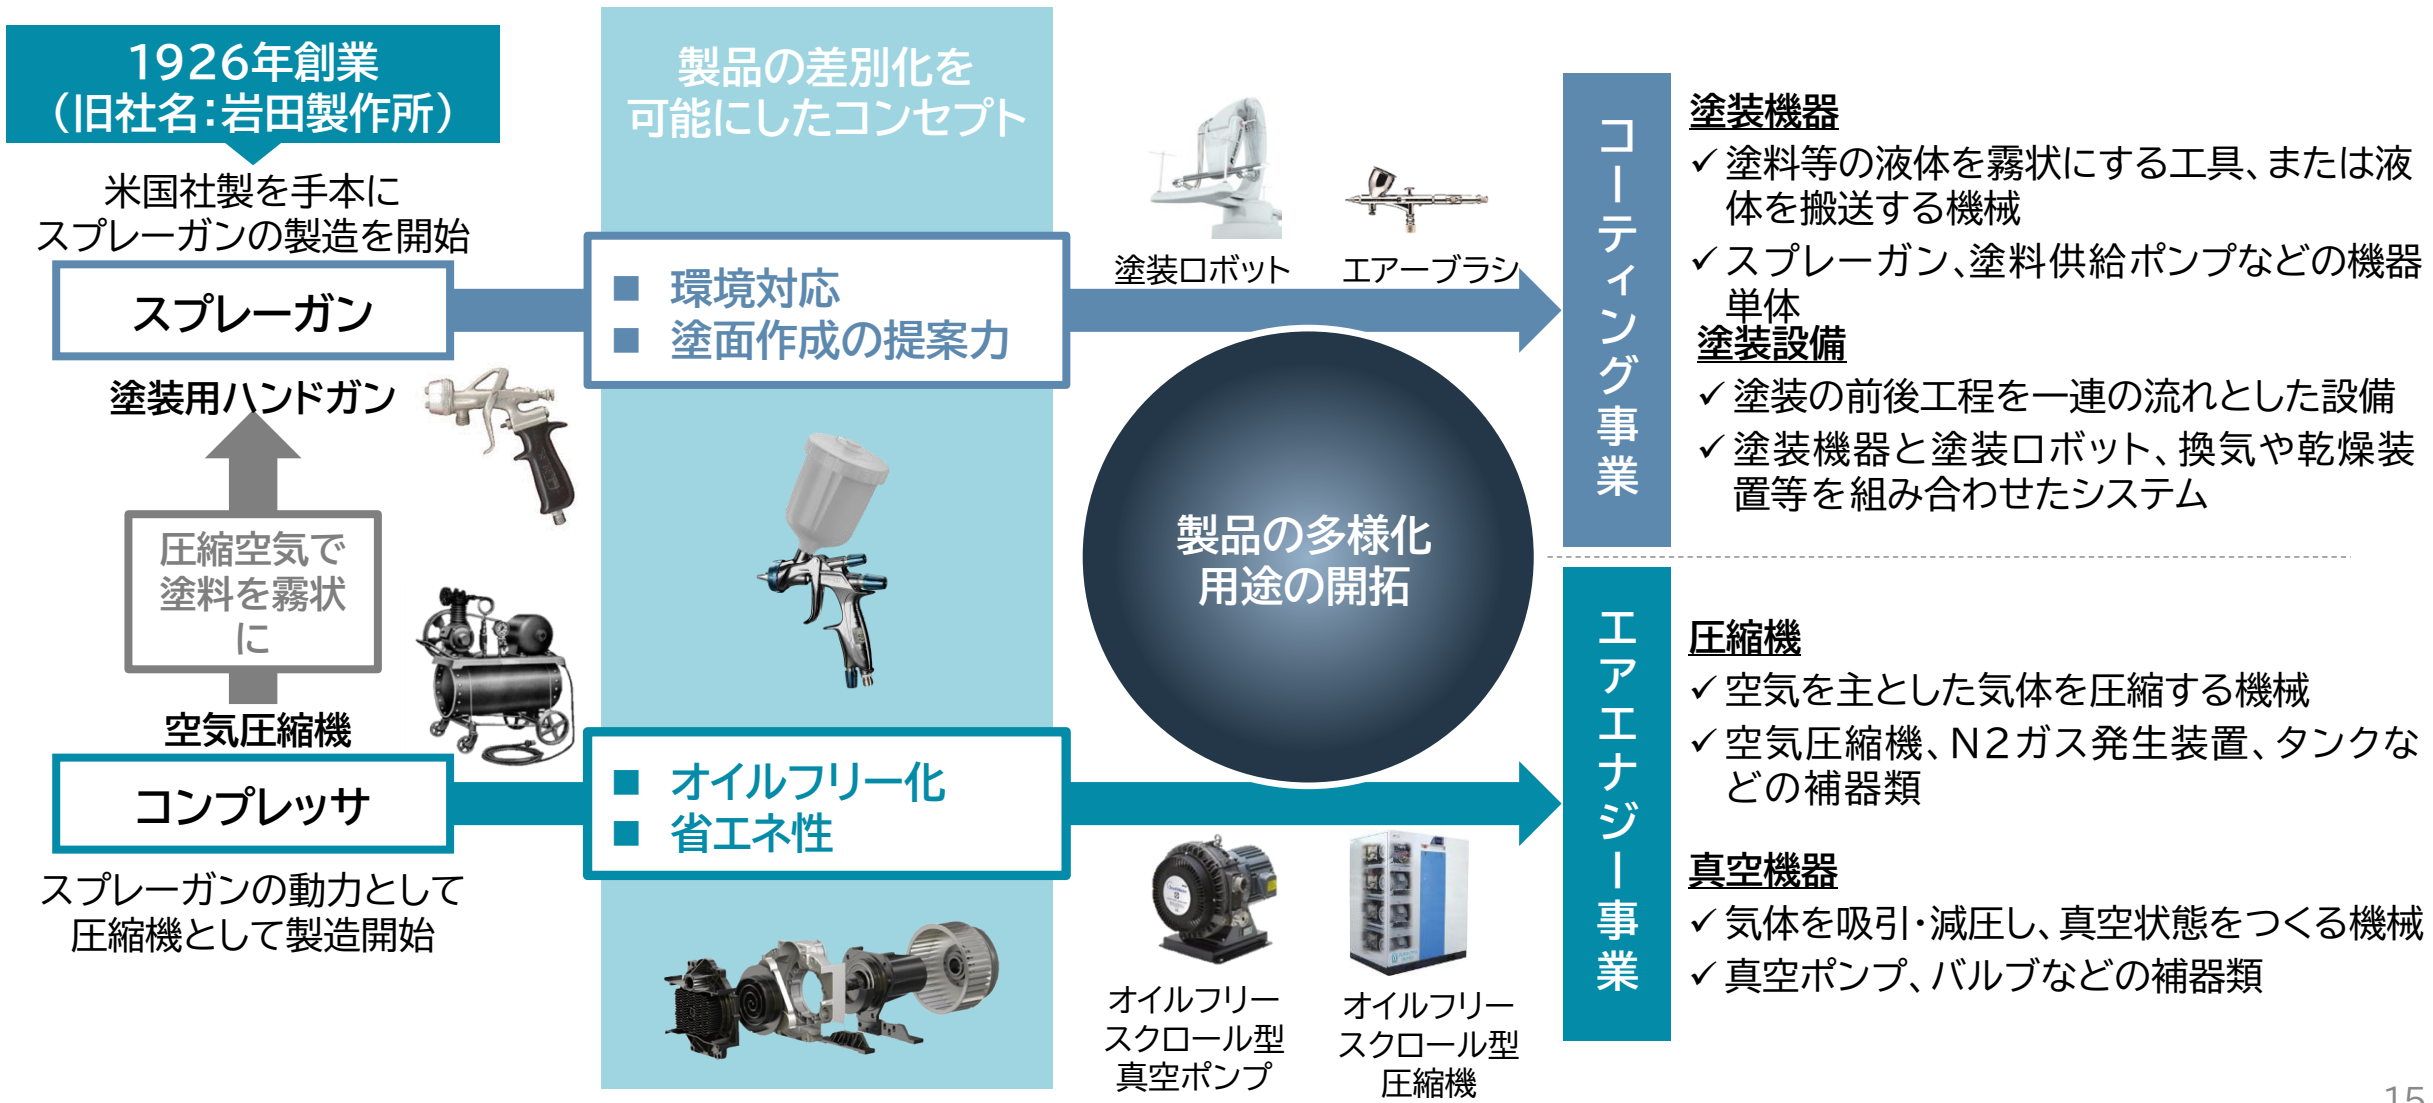 1926年創業
（旧社名：岩田製作所）
米国社製を手本に
スプレーガンの製造を開始
スプレーガン
塗装用ハンドガン
圧縮空気で
塗料を霧状
に
空気圧縮機
コンプレッサ
スプレーガンの動力として
圧縮機として製造開始
製品の差別化を
可能にしたコンセプト
■ 環境対応
■ 塗面作成の提案力
■ オイルフリー化
■ 省エネ性
塗装ロボット
エアーブラシ
製品の多様化
用途の開拓
オイルフリー
スクロール型
真空ポンプ
オイルフリー
スクロール型
圧縮機
コーティング事業
塗装機器
✓ 塗料等の液体を霧状にする工具、または液
体を搬送する機械
✓ スプレーガン、塗料供給ポンプなどの機器
単体
塗装設備
✓ 塗装の前後工程を一連の流れとした設備
✓ 塗装機器と塗装ロボット、換気や乾燥装
置等を組み合わせたシステム
エアエナジー事業
圧縮機
✓ 空気を主とした気体を圧縮する機械
✓ 空気圧縮機、N2ガス発生装置、タンクな
どの補器類
真空機器
✓ 気体を吸引・減圧し、真空状態をつくる機械
✓ 真空ポンプ、バルブなどの補器類
15